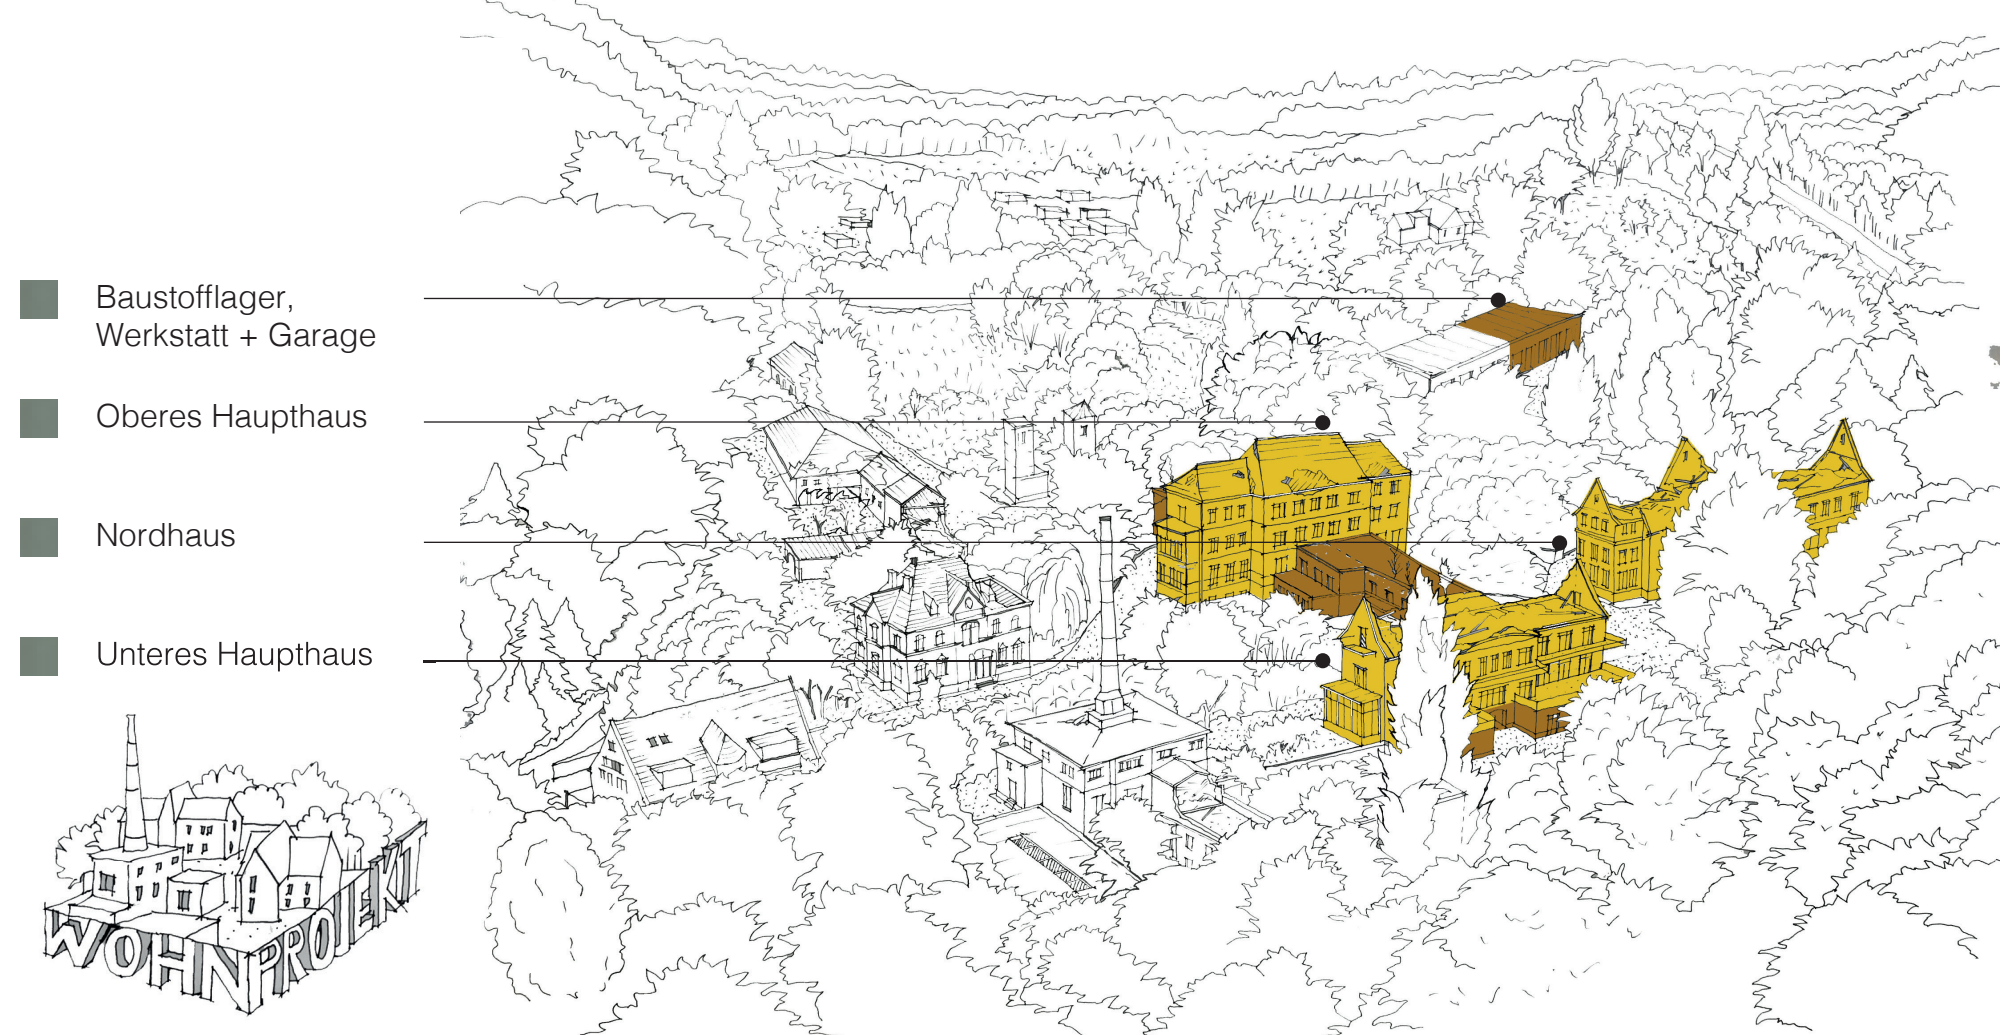 Baustofflager,
Werkstatt + Garage
Oberes Haupthaus
Nordhaus
Unteres Haupthaus
WOHNPROJEKT